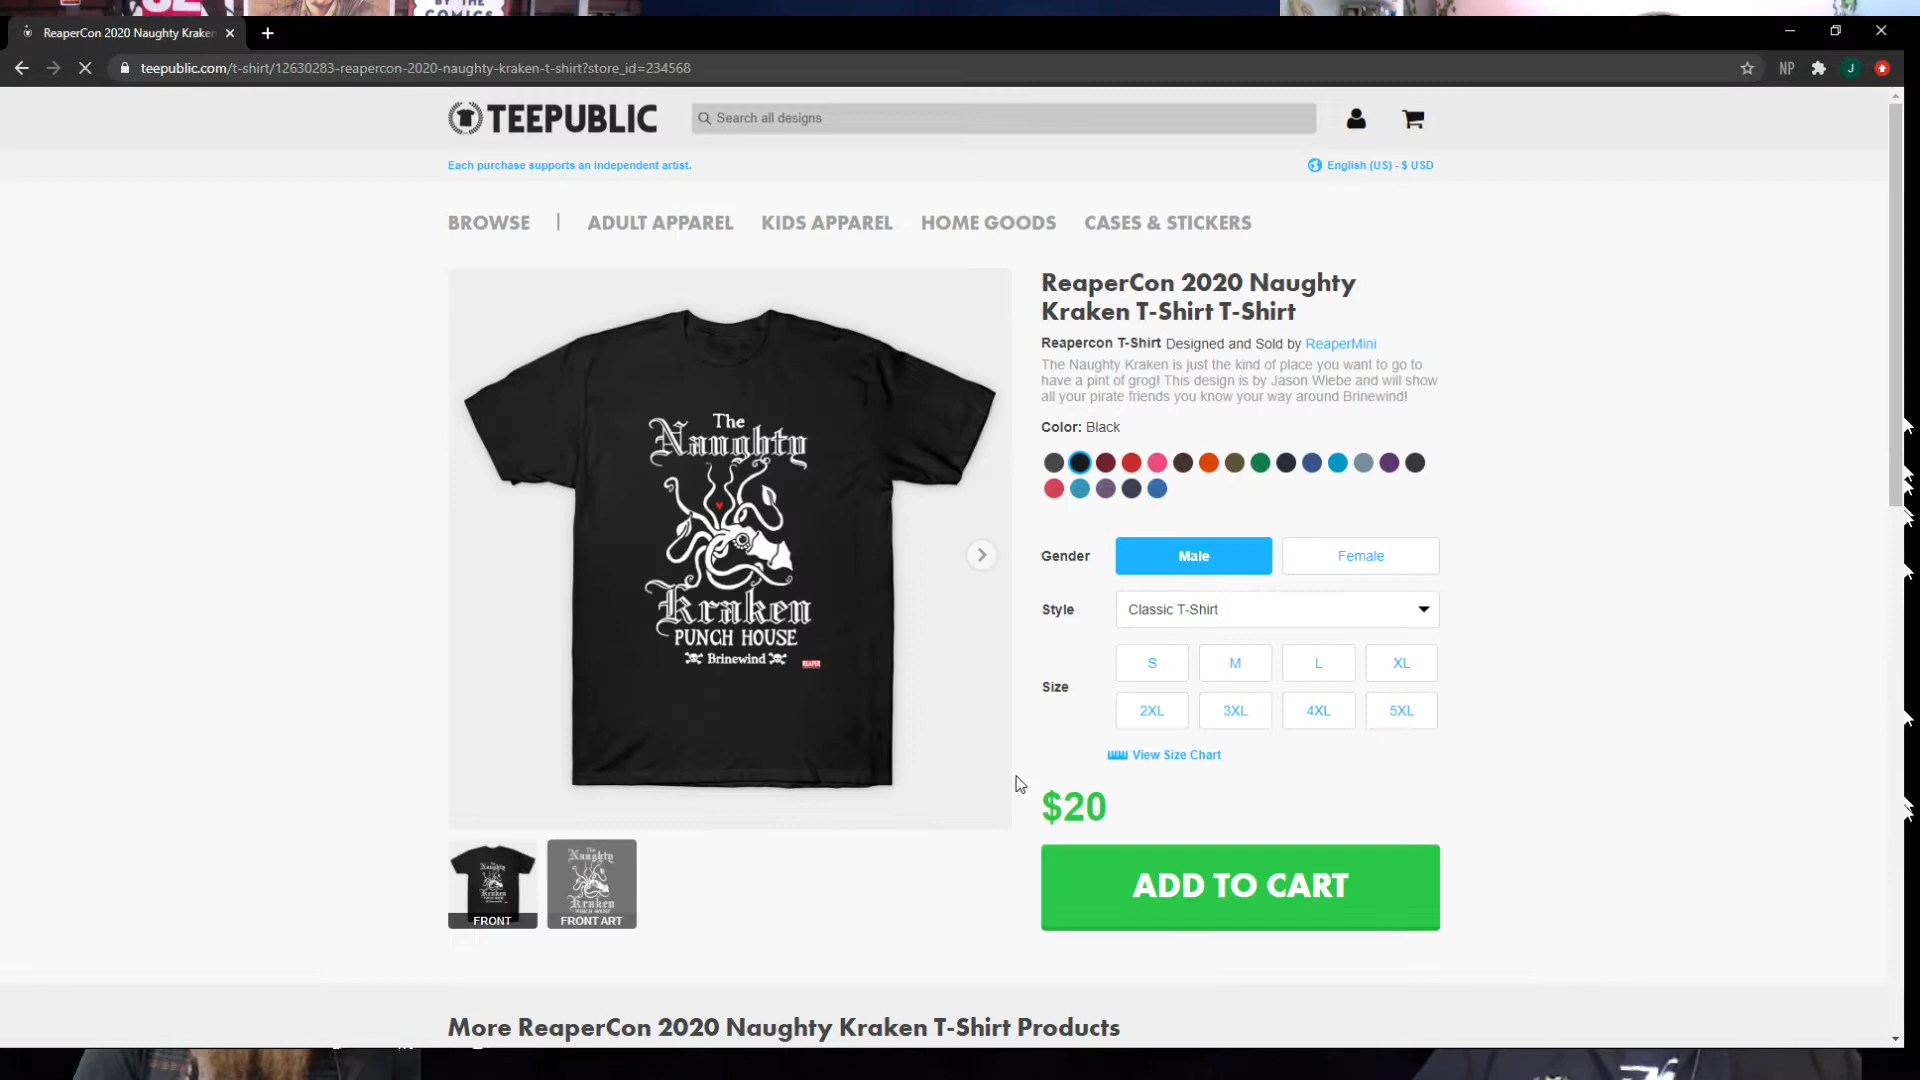 BY THE
COMICS
ReaperCon 2020 Naughty Kraken
teepublic.com/t-shirt/12630283-reapercon-2020-naughty-kraken-t-shirt?store_id=234568
NP
J
TEEPUBLIC
Search all designs
Each purchase supports an independent artist.
English (US) - $ USD
BROWSE | ADULT APPAREL KIDS APPAREL HOME GOODS CASES & STICKERS
The
Naughty
Kraken
PUNCH HOUSE
Brinewind
REAPER
FRONT
FRONT ART
ReaperCon 2020 Naughty
Kraken T-Shirt T-Shirt
Reapercon T-Shirt Designed and Sold by ReaperMini
The Naughty Kraken is just the kind of place you want to go to
have a pint of grog! This design is by Jason Wiebe and will show
all your pirate friends you know your way around Brinewind!
Color: Black
Gender Male Female
Style Classic T-Shirt
Size
S M L XL
2XL 3XL 4XL 5XL
View Size Chart
$20
ADD TO CART
More ReaperCon 2020 Naughty Kraken T-Shirt Products